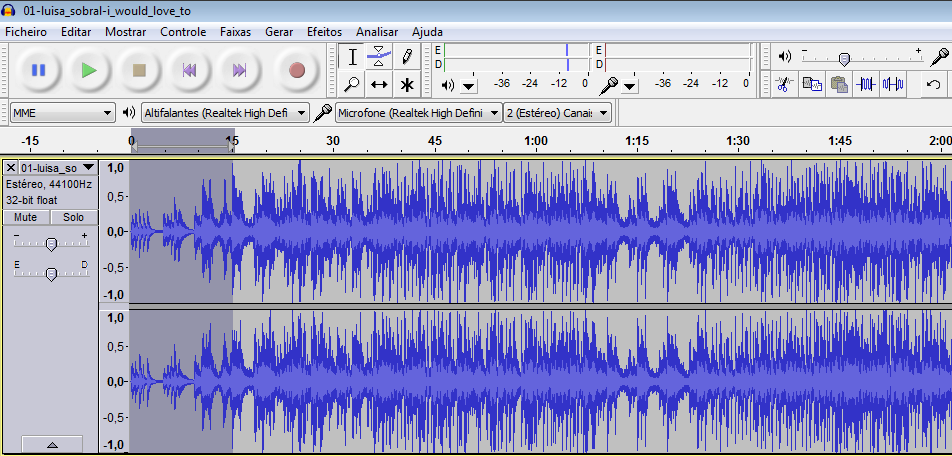 01-luisa_sobral-i_would_love_to
Ficheiro Editar Mostrar Controle Faixas Gerar Efeitos Analisar Ajuda
E
D
-36 -24 -12 0
E
D
-36 -24 -12 0
- +
MME Altifalantes (Realtek High Defini Microfone (Realtek High Defini 2 (Estéreo) Canais
-15 0 15 30 45 1:00 1:15 1:30 1:45 2:00
01-luisa_so
Estéreo, 44100Hz
32-bit float
Mute Solo
- +
E D
1,0
0,5-
0,0-
-0,5-
-1,0
1,0
0,5-
0,0-
-0,5-
-1,0